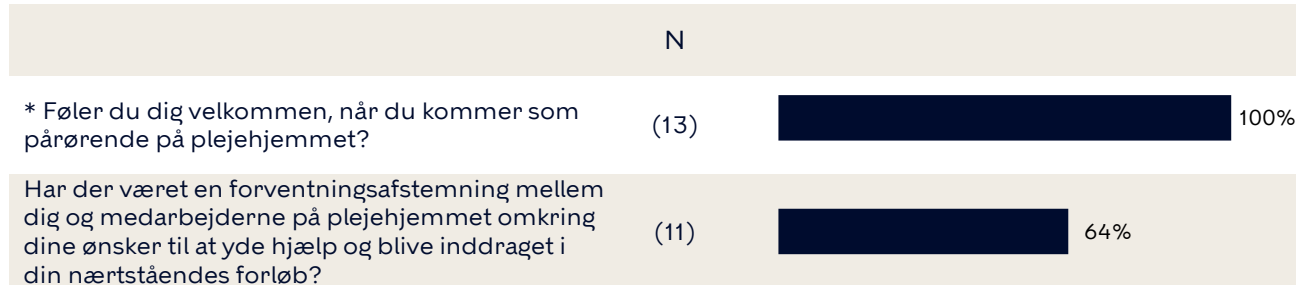 N
* Føler du dig velkommen, når du kommer som
pårørende på plejehjemmet?
(13)
100%
Har der været en forventningsafstemning mellem
dig og medarbejderne på plejehjemmet omkring
dine ønsker til at yde hjælp og blive inddraget i
din nærtståendes forløb?
(11)
64%